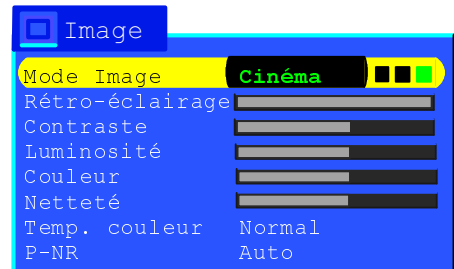 Image
Mode Image Cinéma
Rétro-éclairage
Contraste
Luminosité
Couleur
Netteté
Temp. couleur Normal
P-NR Auto